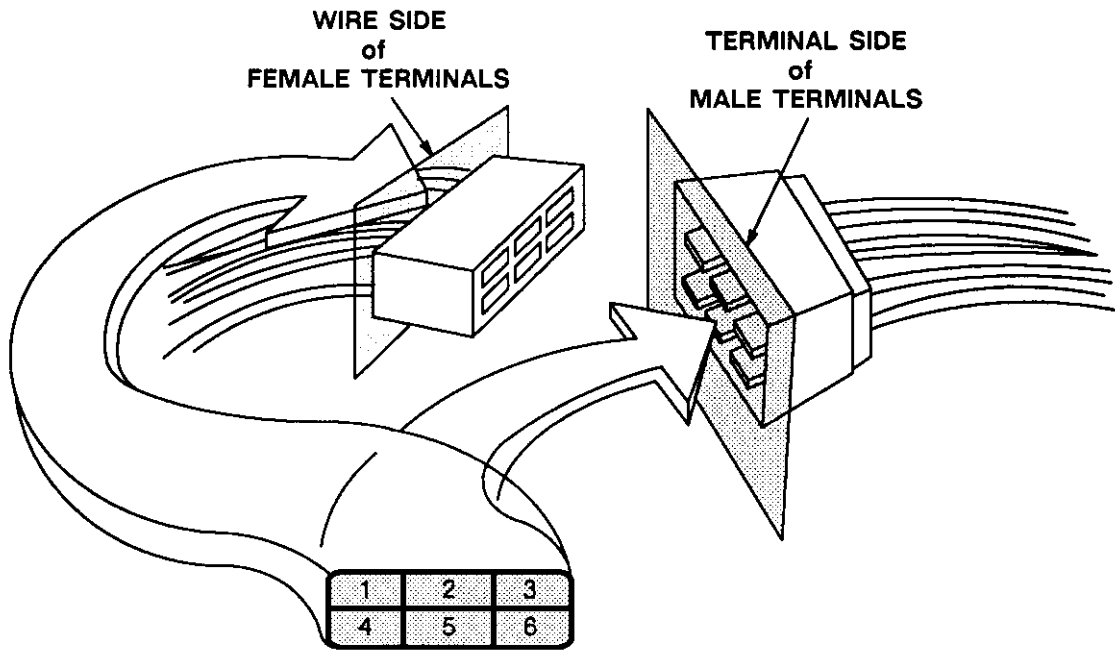 WIRE SIDE
of
FEMALE TERMINALS
TERMINAL SIDE
of
MALE TERMINALS
1 2 3
4 5 6